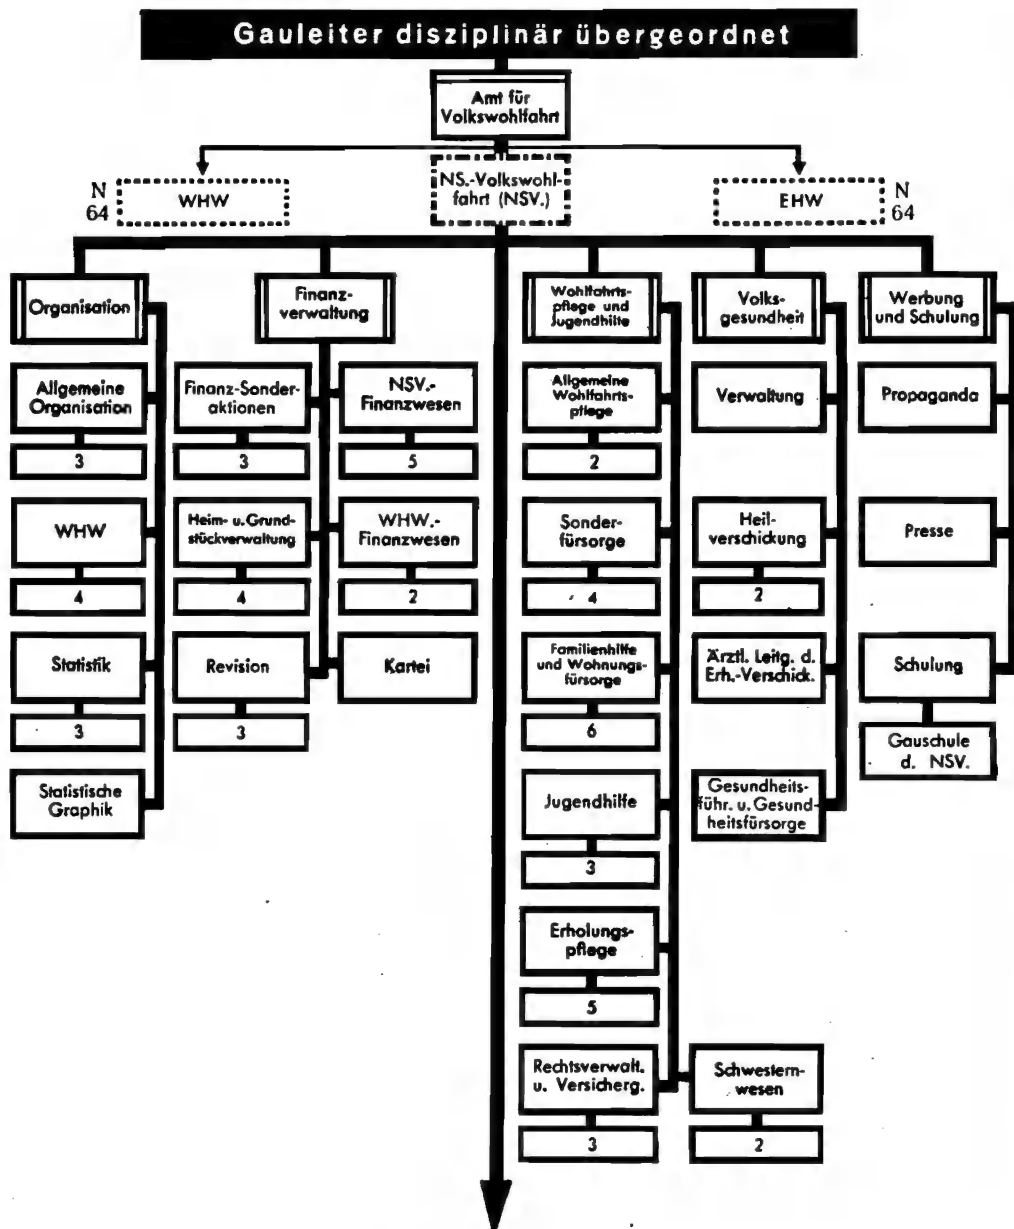 Gauleiter disziplinär übergeordnet
Amt für
Volkswohlfahrt
N
64
WHW
NS.-Volkswohl-
fahrt (NSV.)
EHW
N
64
Organisation
Allgemeine
Organisation
3
WHW
4
Statistik
3
Statistische
Graphik
Finanz-
verwaltung
Finanz-Sonder-
aktionen
3
Heim- u. Grund-
stückverwaltung
4
Revision
3
NSV.-
Finanzwesen
5
WHW.-
Finanzwesen
2
Kartei
Wohlfahrts-
pflege und
Jugendhilfe
Allgemeine
Wohlfahrts-
pflege
2
Sonder-
fürsorge
4
Familienhilfe
und Wohnungs-
fürsorge
6
Jugendhilfe
3
Erholungs-
pflege
5
Rechtsverwalt.
u. Versicherg.
3
Schwestern-
wesen
2
Volks-
gesundheit
Verwaltung
Heil-
verschickung
2
Ärztl. Leitg. d.
Erh.-Verschick.
Gesundheits-
führ. u. Gesund-
heitsfürsorge
Werbung
und Schulung
Propaganda
Presse
Schulung
Gauschule
d. NSV.